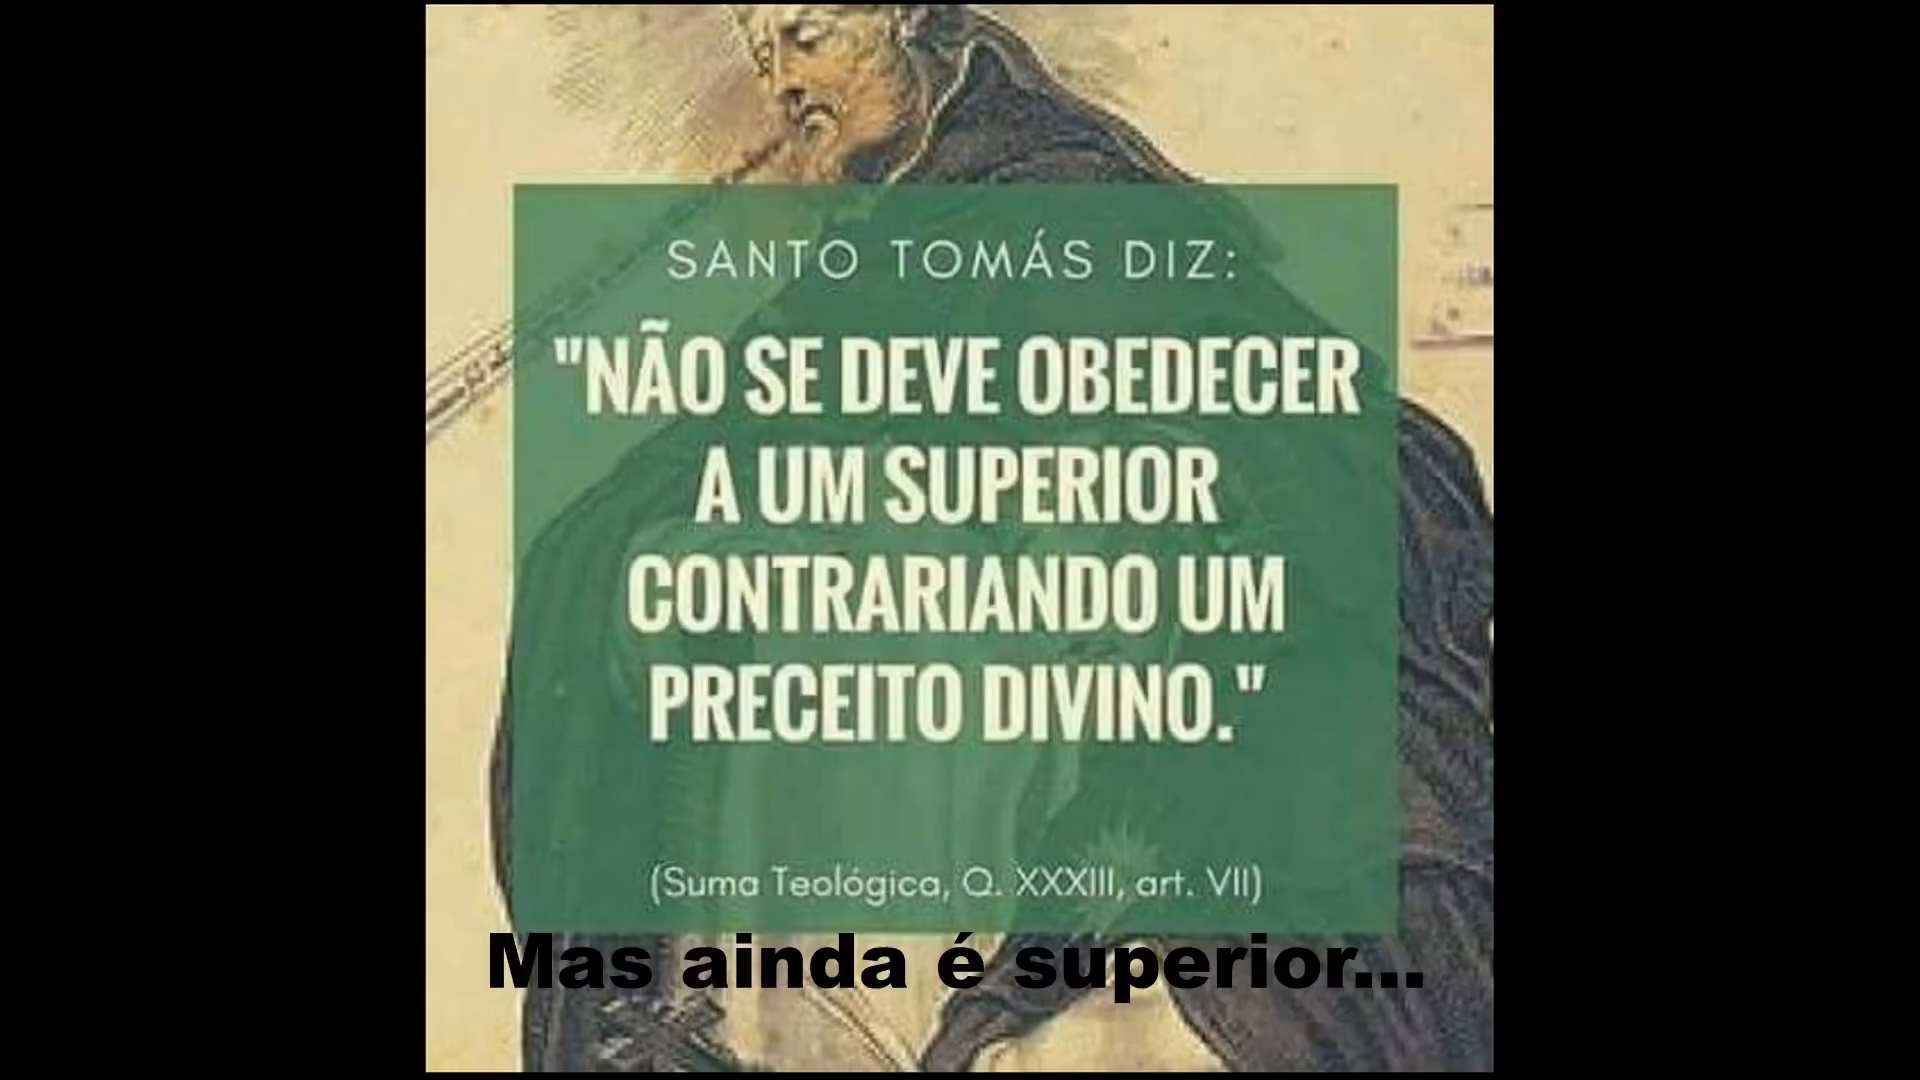 SANTO TOMÁS DIZ:
"NÃO SE DEVE OBEDECER
A UM SUPERIOR
CONTRARIANDO UM
PRECEITO DIVINO."
(Suma Teológica, Q. XXXIII, art. VII)
Mas ainda é superior...